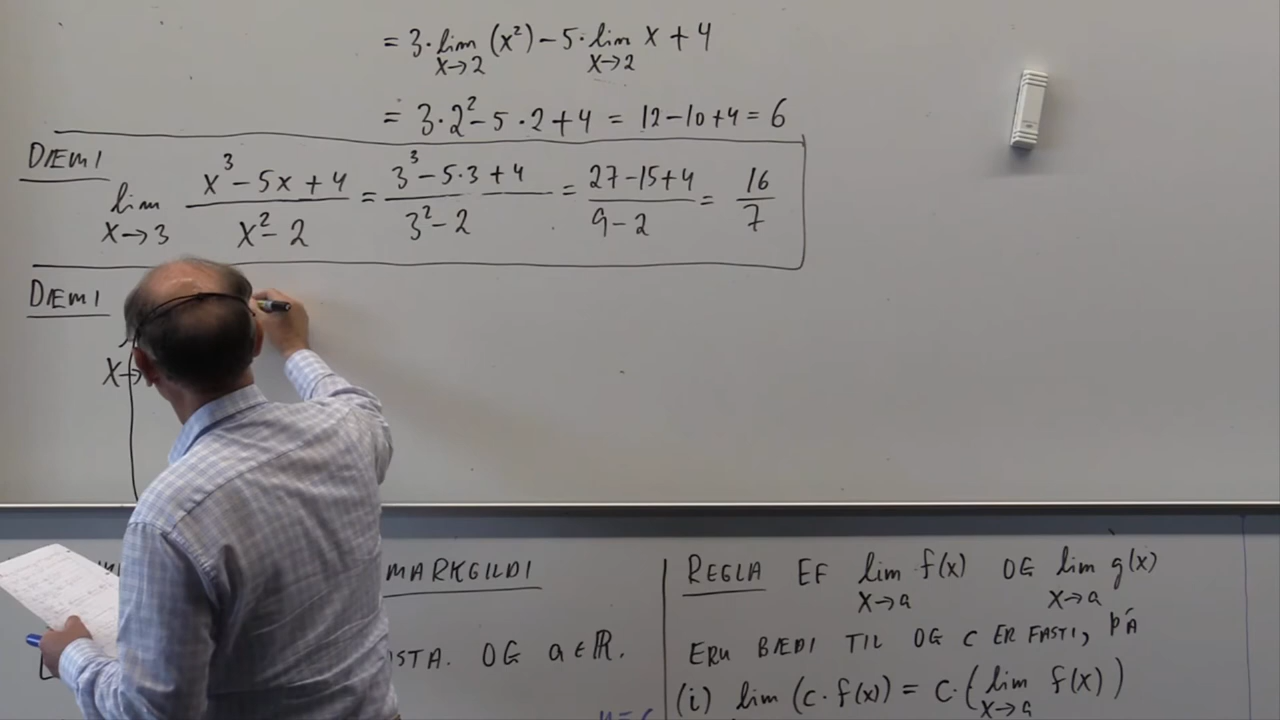 = 3·lim (x²) – 5·lim x + 4
x→2 x→2
= 3·2² – 5·2 + 4 = 12 – 10 + 4 = 6
DÆMI
lim x³ – 5x + 4 / x² – 2 = 3³ – 5·3 + 4 / 3² – 2 = 27 – 15 + 4 / 9 – 2 = 16 / 7
x→3
DÆMI
x→
MARKGILDI
ISTA. OG a ∈ ℝ.
REGLA EF lim f(x) OG lim g(x)
x→a x→a
ERU BÆÐI TIL OG C ER FASTI, ÞÁ
(i) lim (c·f(x) = c·(lim f(x))
x→a